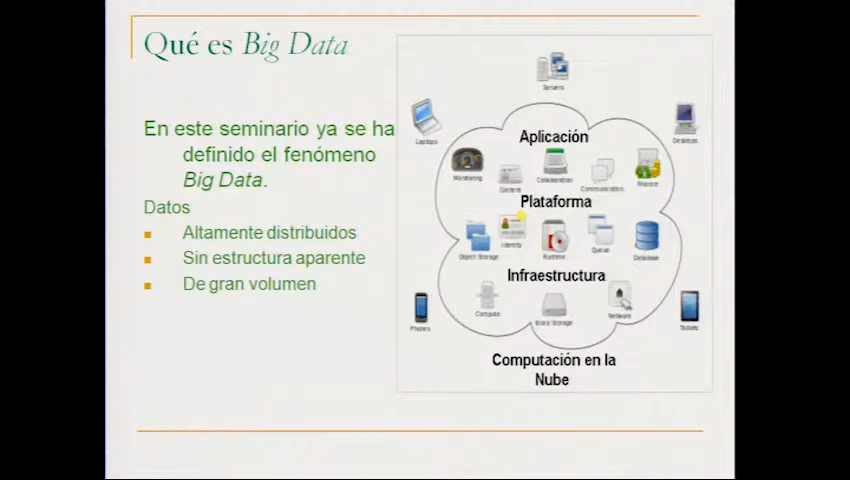 Qué es Big Data
En este seminario ya se ha
definido el fenómeno
Big Data.
Datos
Altamente distribuidos
Sin estructura aparente
De gran volumen
Servers
Laptops
Desktops
Aplicación
Monitoring
Content
Collaboration
Communication
Finance
Plataforma
Object Storage
Identity
Runtime
Queue
Database
Infraestructura
Compute
Block Storage
Network
Phones
Tablets
Computación en la
Nube